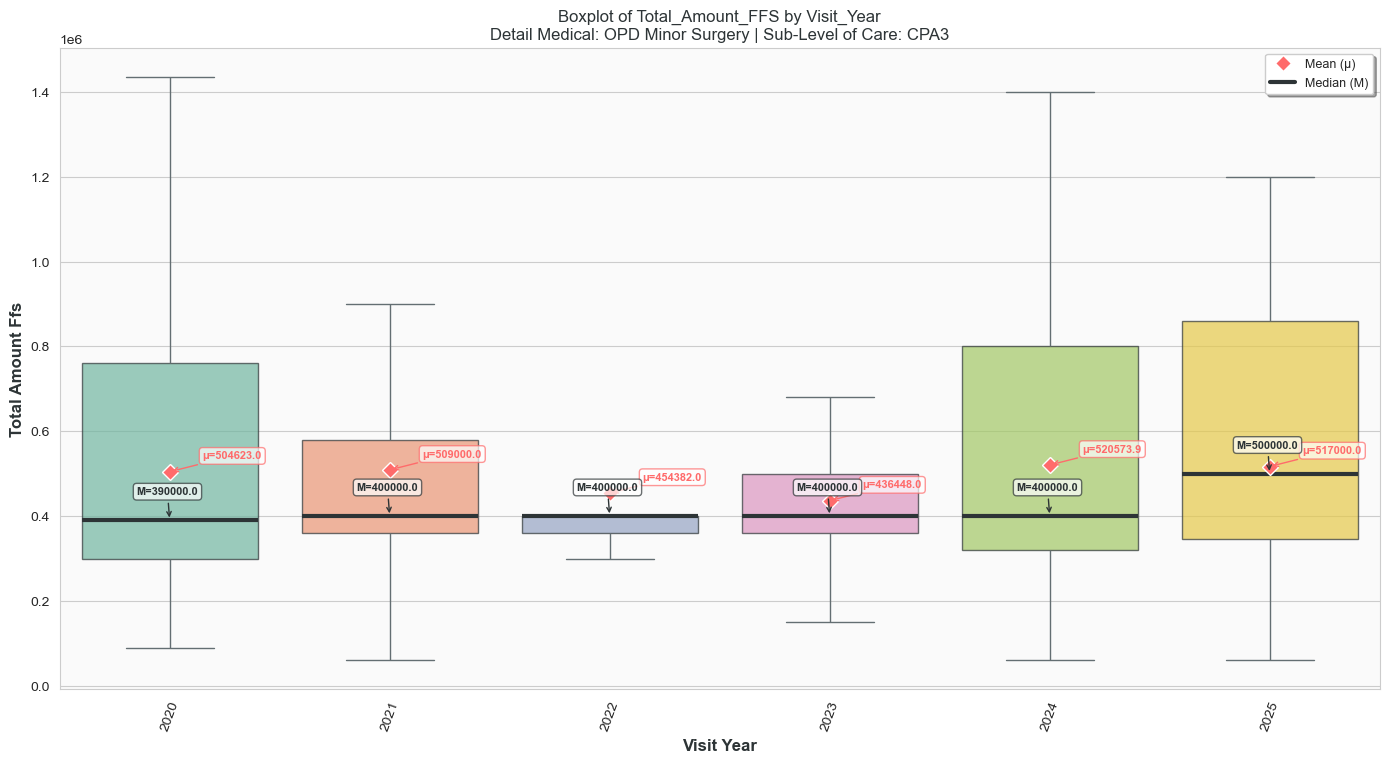 Boxplot of Total_Amount_FFS by Visit_Year
Detail Medical: OPD Minor Surgery | Sub-Level of Care: CPA3
1e6
Mean (μ)
Median (M)
1.4
1.2
1.0
0.8
0.6
0.4
0.2
0.0
Total Amount Ffs
μ=504623.0
M=390000.0
μ=509000.0
M=400000.0
μ=454382.0
M=400000.0
μ=436448.0
M=400000.0
μ=520573.9
M=400000.0
M=500000.0
μ=517000.0
2020
2021
2022
2023
2024
2025
Visit Year